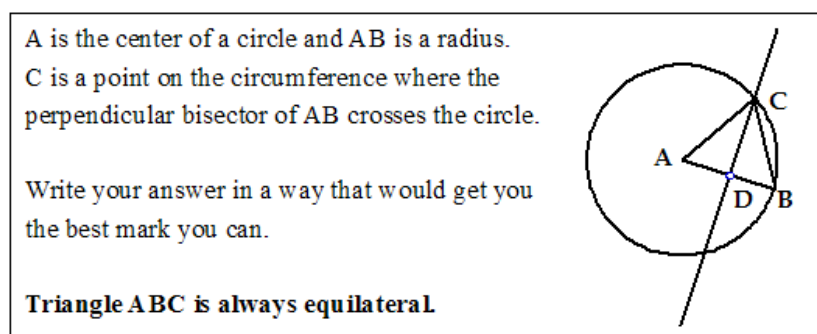 A is the center of a circle and AB is a radius.
C is a point on the circumference where the
perpendicular bisector of AB crosses the circle.
Write your answer in a way that would get you
the best mark you can.
Triangle ABC is always equilateral.
C
A
D B